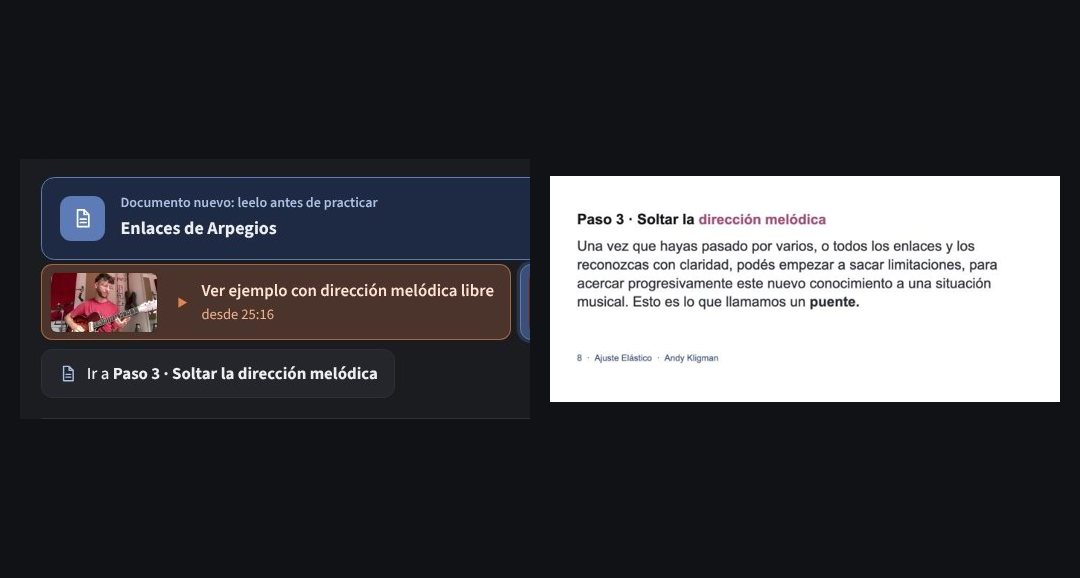 Documento nuevo: leelo antes de practicar
Enlaces de Arpegios
Ver ejemplo con dirección melódica libre
desde 25:16
Ir a Paso 3 · Soltar la dirección melódica
Paso 3 · Soltar la dirección melódica
Una vez que hayas pasado por varios, o todos los enlaces y los
reconozcas con claridad, podés empezar a sacar limitaciones, para
acercar progresivamente este nuevo conocimiento a una situación
musical. Esto es lo que llamamos un puente.
8 · Ajuste Elástico · Andy Kligman